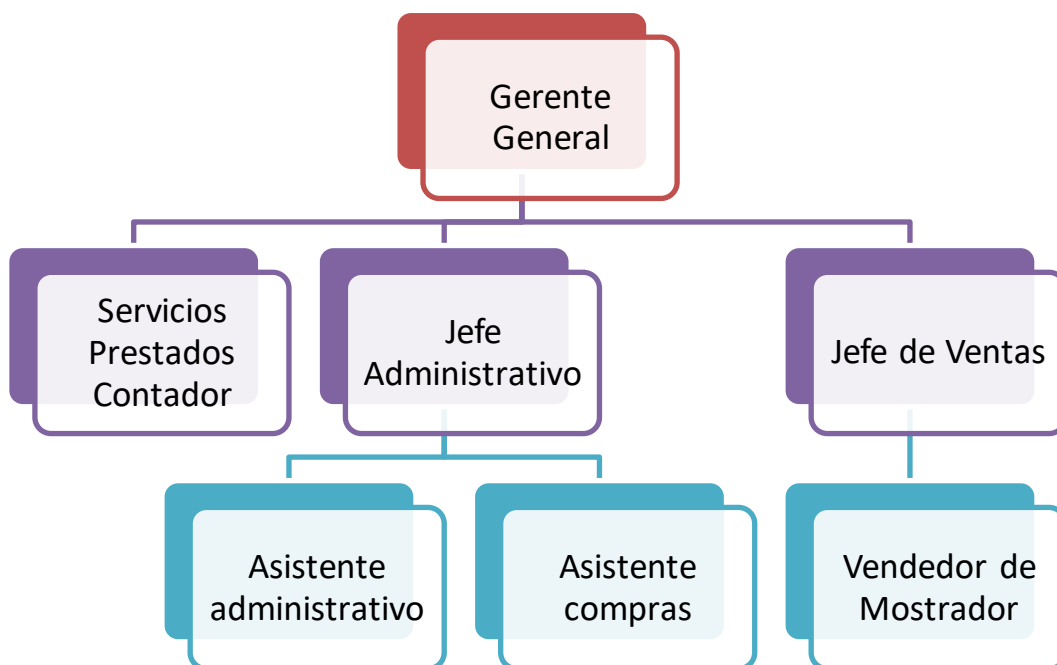 Gerente
General
Servicios
Prestados
Contador
Jefe
Administrativo
Jefe de Ventas
Asistente
administrativo
Asistente
compras
Vendedor de
Mostrador